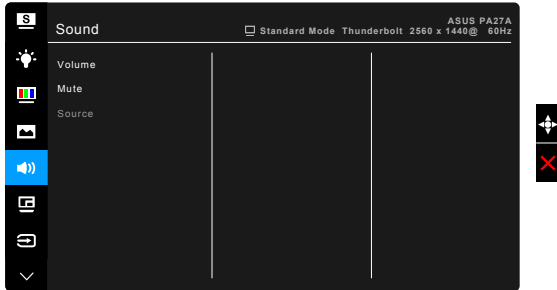 S
Sound
ASUS PA27A
Standard Mode Thunderbolt 2560 x 1440@ 60Hz
Volume
Mute
Source